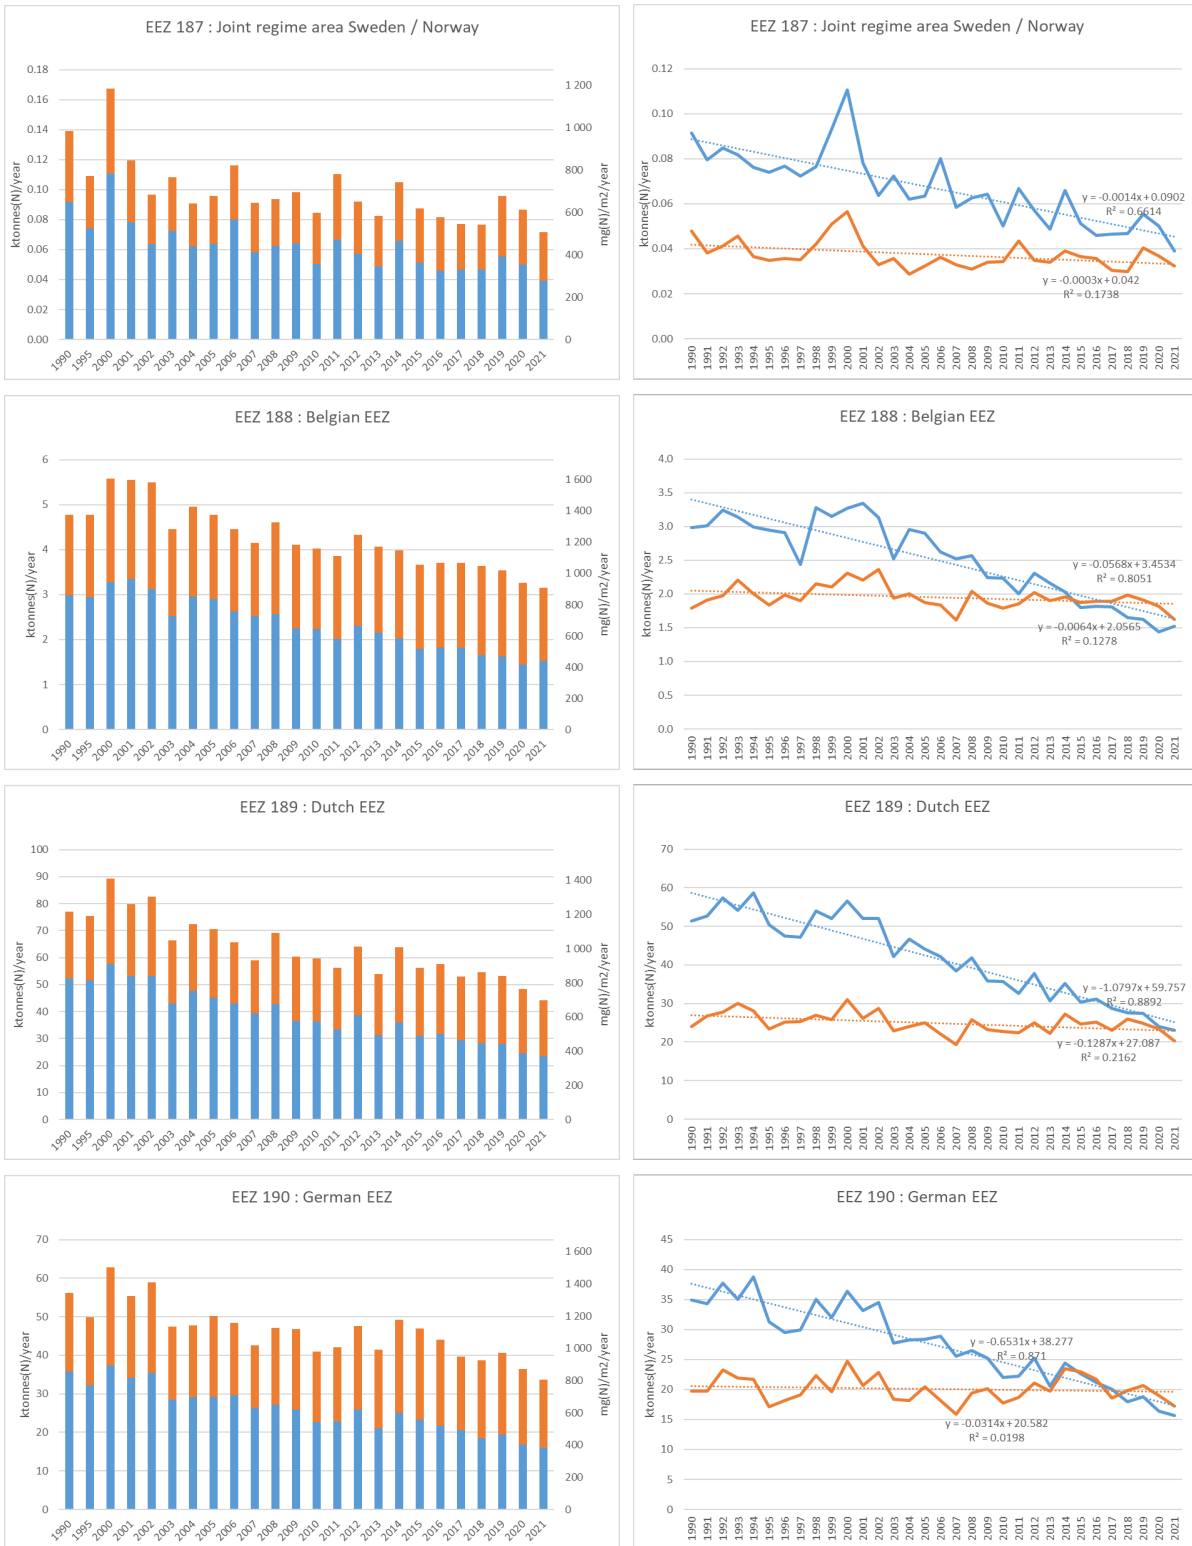 EEZ 187 : Joint regime area Sweden / Norway
ktonnes(N)/year
0.18
0.16
0.14
0.12
0.10
0.08
0.06
0.04
0.02
0.00
1 200
1 000
800
600
400
200
0
mg(N)/m2/year
1990 1995 2000 2001 2002 2003 2004 2005 2006 2007 2008 2009 2010 2011 2012 2013 2014 2015 2016 2017 2018 2019 2020 2021
EEZ 187 : Joint regime area Sweden / Norway
ktonnes(N)/year
0.12
0.10
0.08
0.06
0.04
0.02
0.00
y = -0.0014x + 0.0902
R² = 0.6614
y = -0.0003x + 0.042
R² = 0.1738
1990 1991 1992 1993 1994 1995 1996 1997 1998 1999 2000 2001 2002 2003 2004 2005 2006 2007 2008 2009 2010 2011 2012 2013 2014 2015 2016 2017 2018 2019 2020 2021
EEZ 188 : Belgian EEZ
ktonnes(N)/year
6
5
4
3
2
1
0
1 600
1 400
1 200
1 000
800
600
400
200
0
mg(N)/m2/year
1990 1995 2000 2001 2002 2003 2004 2005 2006 2007 2008 2009 2010 2011 2012 2013 2014 2015 2016 2017 2018 2019 2020 2021
EEZ 188 : Belgian EEZ
ktonnes(N)/year
4.0
3.5
3.0
2.5
2.0
1.5
1.0
0.5
0.0
y = -0.0568x + 3.4534
R² = 0.8051
y = -0.0064x + 2.0565
R² = 0.1278
1990 1991 1992 1993 1994 1995 1996 1997 1998 1999 2000 2001 2002 2003 2004 2005 2006 2007 2008 2009 2010 2011 2012 2013 2014 2015 2016 2017 2018 2019 2020 2021
EEZ 189 : Dutch EEZ
ktonnes(N)/year
100
90
80
70
60
50
40
30
20
10
0
1 400
1 200
1 000
800
600
400
200
0
mg(N)/m2/year
1990 1995 2000 2001 2002 2003 2004 2005 2006 2007 2008 2009 2010 2011 2012 2013 2014 2015 2016 2017 2018 2019 2020 2021
EEZ 189 : Dutch EEZ
ktonnes(N)/year
70
60
50
40
30
20
10
0
y = -1.0797x + 59.757
R² = 0.8892
y = -0.1287x + 27.087
R² = 0.2162
1990 1991 1992 1993 1994 1995 1996 1997 1998 1999 2000 2001 2002 2003 2004 2005 2006 2007 2008 2009 2010 2011 2012 2013 2014 2015 2016 2017 2018 2019 2020 2021
EEZ 190 : German EEZ
ktonnes(N)/year
70
60
50
40
30
20
10
0
1 600
1 400
1 200
1 000
800
600
400
200
0
mg(N)/m2/year
1990 1995 2000 2001 2002 2003 2004 2005 2006 2007 2008 2009 2010 2011 2012 2013 2014 2015 2016 2017 2018 2019 2020 2021
EEZ 190 : German EEZ
ktonnes(N)/year
45
40
35
30
25
20
15
10
5
0
y = -0.6531x + 38.277
R² = 0.871
y = -0.0314x + 20.582
R² = 0.0198
1990 1991 1992 1993 1994 1995 1996 1997 1998 1999 2000 2001 2002 2003 2004 2005 2006 2007 2008 2009 2010 2011 2012 2013 2014 2015 2016 2017 2018 2019 2020 2021